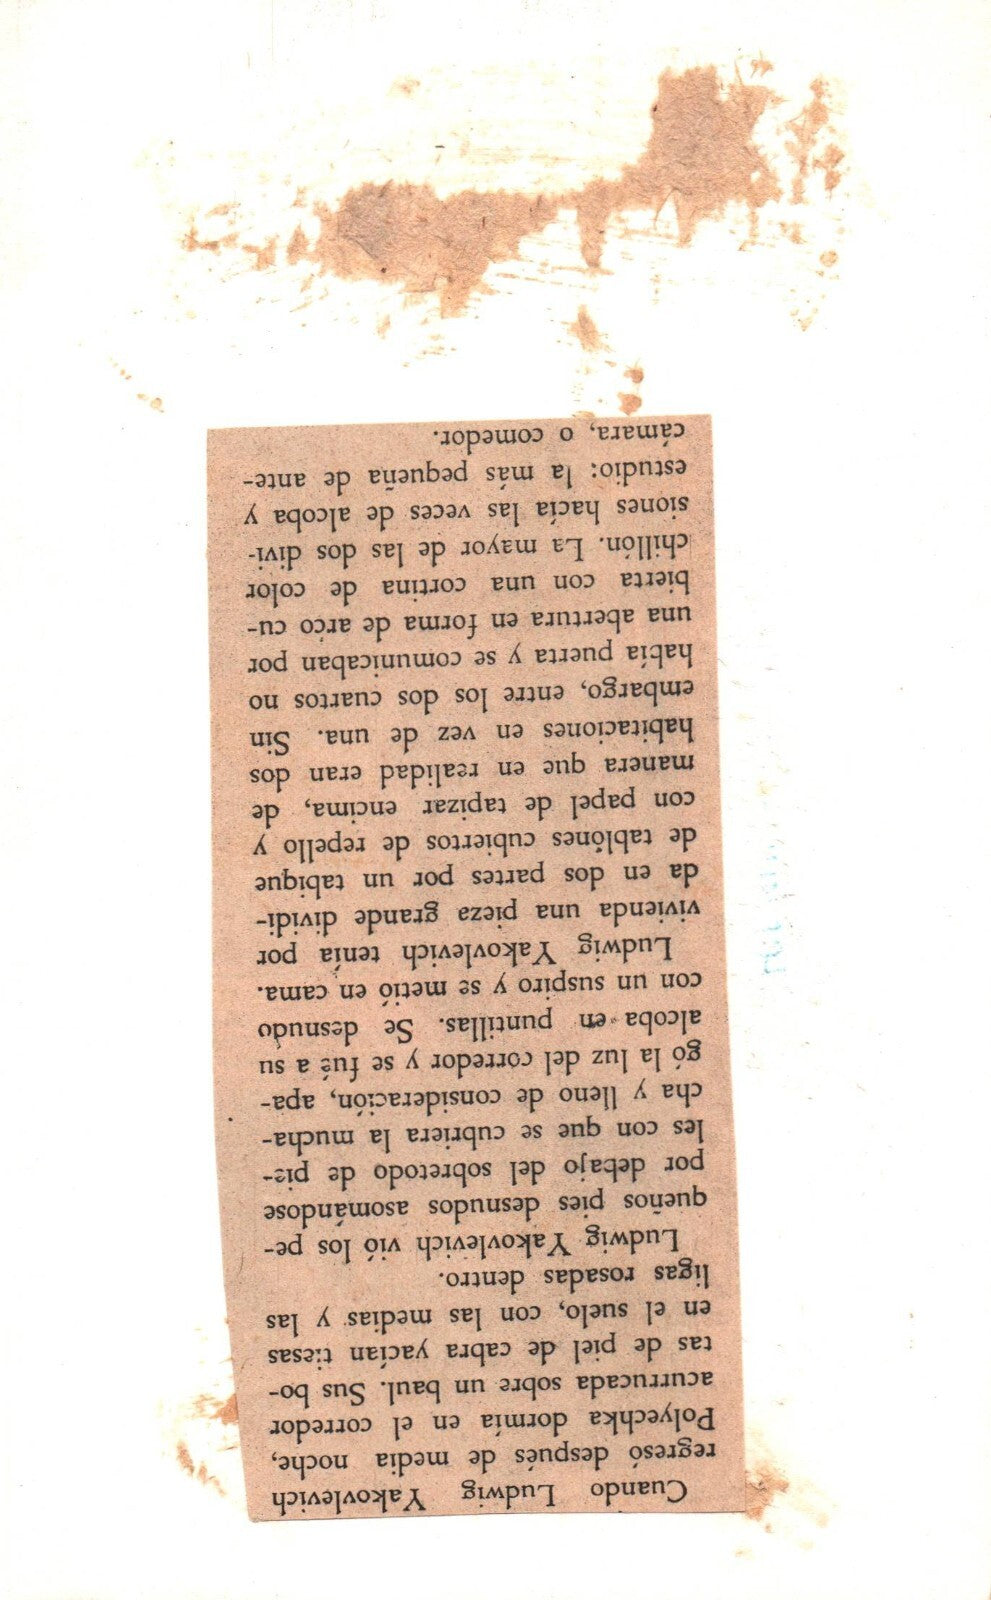 Cuando Ludwig Yakovlevich
regresó después de media noche,
Polyechka dormía en el corredor
acurrucada sobre un baul. Sus bo-
tas de piel de cabra yacían tiesas
en el suelo, con las medias y las
ligas rosadas dentro.
Ludwig Yakovlevich vió los pe-
queños pies desnudos asomándose
por debajo del sobretodo de pie-
les con que se cubriera la mucha-
cha y lleno de consideración, apa-
gó la luz del corredor y se fué a su
alcoba en puntillas. Se desnudo
con un suspiro y se metió en cama.
Ludwig Yakovlevich tenía por
vivienda una pieza grande dividi-
da en dos partes por un tabique
de tablones cubiertos de repello y
con papel de tapizar encima, de
manera que en realidad eran dos
habitaciones en vez de una. Sin
embargo, entre los dos cuartos no
había puerta y se comunicaban por
una abertura en forma de arco cu-
bierta con una cortina de color
chillón. La mayor de las dos divi-
siones hacía las veces de alcoba y
estudio: la más pequeña de ante-
cámara, o comedor.